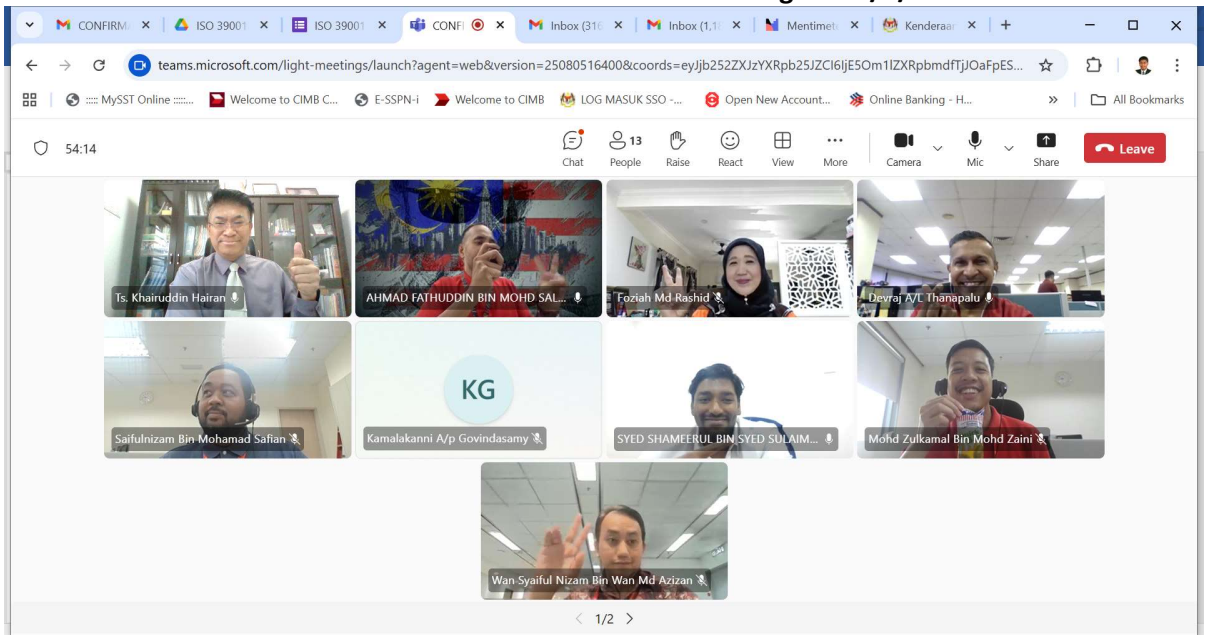 CONFIRM
ISO 39001
ISO 39001
CONFI
Inbox (316
Inbox (1,1
Mentimet
Kenderaan
teams.microsoft.com/light-meetings/launch?agent=web&version=25080516400&coords=eyJjb252ZXJzYXRpb25JZCI6IjE5Om1lZXRpbmdfTjJOaFpES...
::::: MySST Online :::::...
Welcome to CIMB C...
E-SSPN-i
Welcome to CIMB
LOG MASUK SSO -...
Open New Account...
Online Banking - H...
»
All Bookmarks
54:14
Chat
13
People
Raise
React
View
More
Camera
Mic
Share
Leave
Ts. Khairuddin Hairan
AHMAD FATHUDDIN BIN MOHD SAL...
Foziah Md Rashid
Devraj A/L Thanapalu
Saifulnizam Bin Mohamad Safian
KG
Kamalakanni A/p Govindasamy
SYED SHAMEERUL BIN SYED SULAIM...
Mohd Zulkamal Bin Mohd Zaini
Wan Syaiful Nizam Bin Wan Md Azizan
1/2